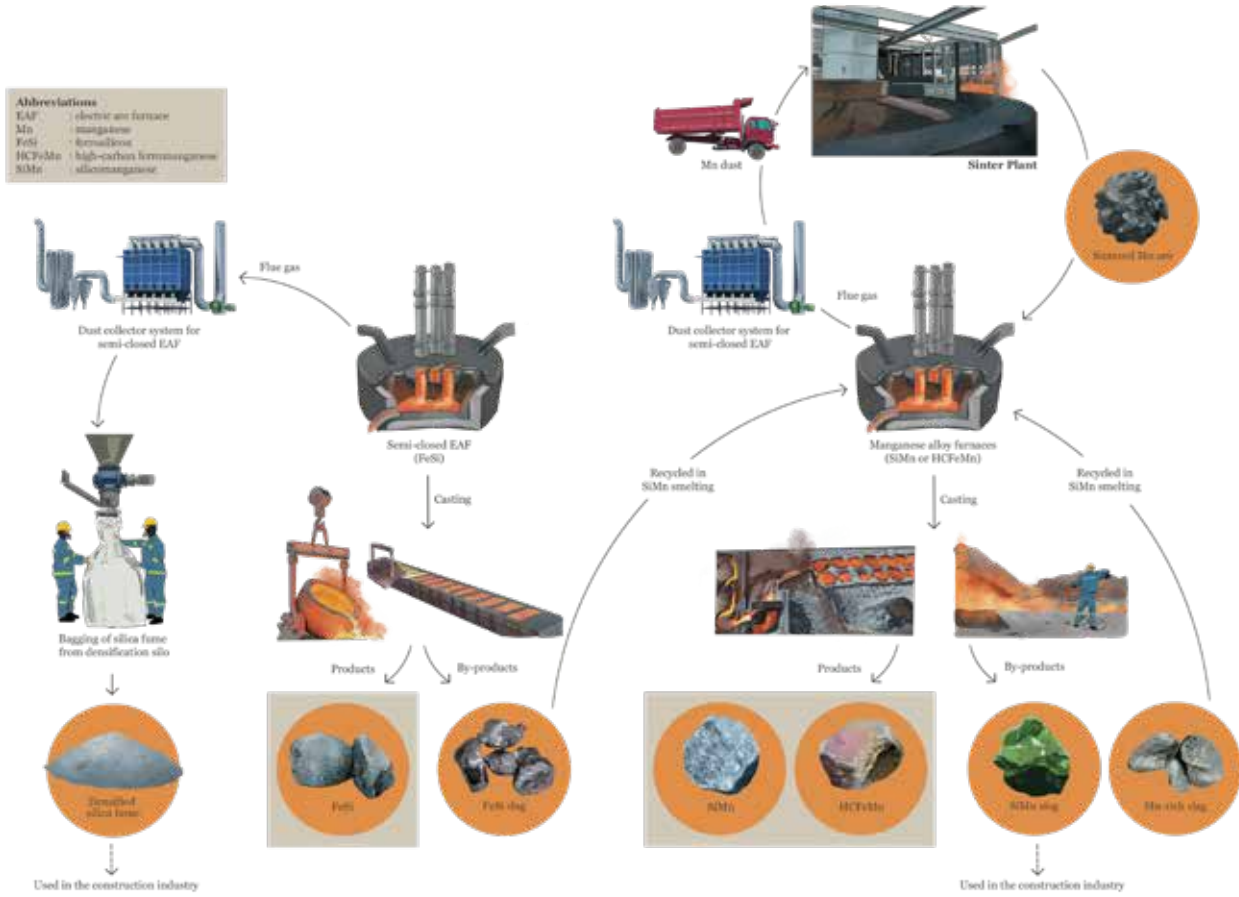 Abbreviations
EAF : electric arc furnace
Mn : manganese
FeSi : ferrosilicon
HCFeMn : high-carbon ferromanganese
SiMn : silicomanganese
Mn dust
Sinter Plant
Sintered Mn ore
Flue gas
Dust collector system for
semi-closed EAF
Flue gas
Dust collector system for
semi-closed EAF
Semi-closed EAF
(FeSi)
Manganese alloy furnaces
(SiMn or HCFeMn)
Casting
Recycled in
SiMn smelting
Casting
Recycled in
SiMn smelting
Bagging of silica fume
from densification silo
Products
By-products
Products
By-products
Densified
silica fume
FeSi
FeSi slag
SiMn
HCFeMn
SiMn slag
Mn-rich slag
Used in the construction industry
Used in the construction industry